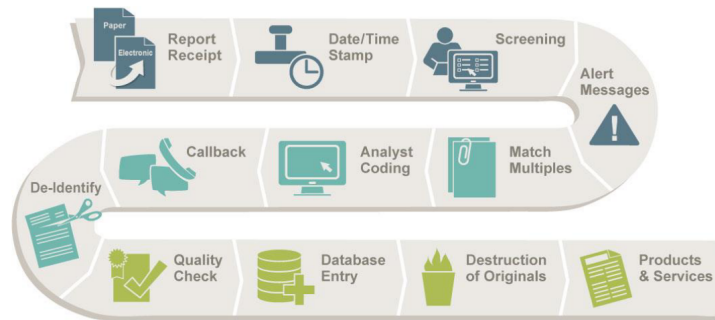 Paper
Electronic
Report
Receipt
Date/Time
Stamp
Screening
Alert
Messages
Match
Multiples
Analyst
Coding
Callback
De-Identify
Quality
Check
Database
Entry
Destruction
of Originals
Products
& Services